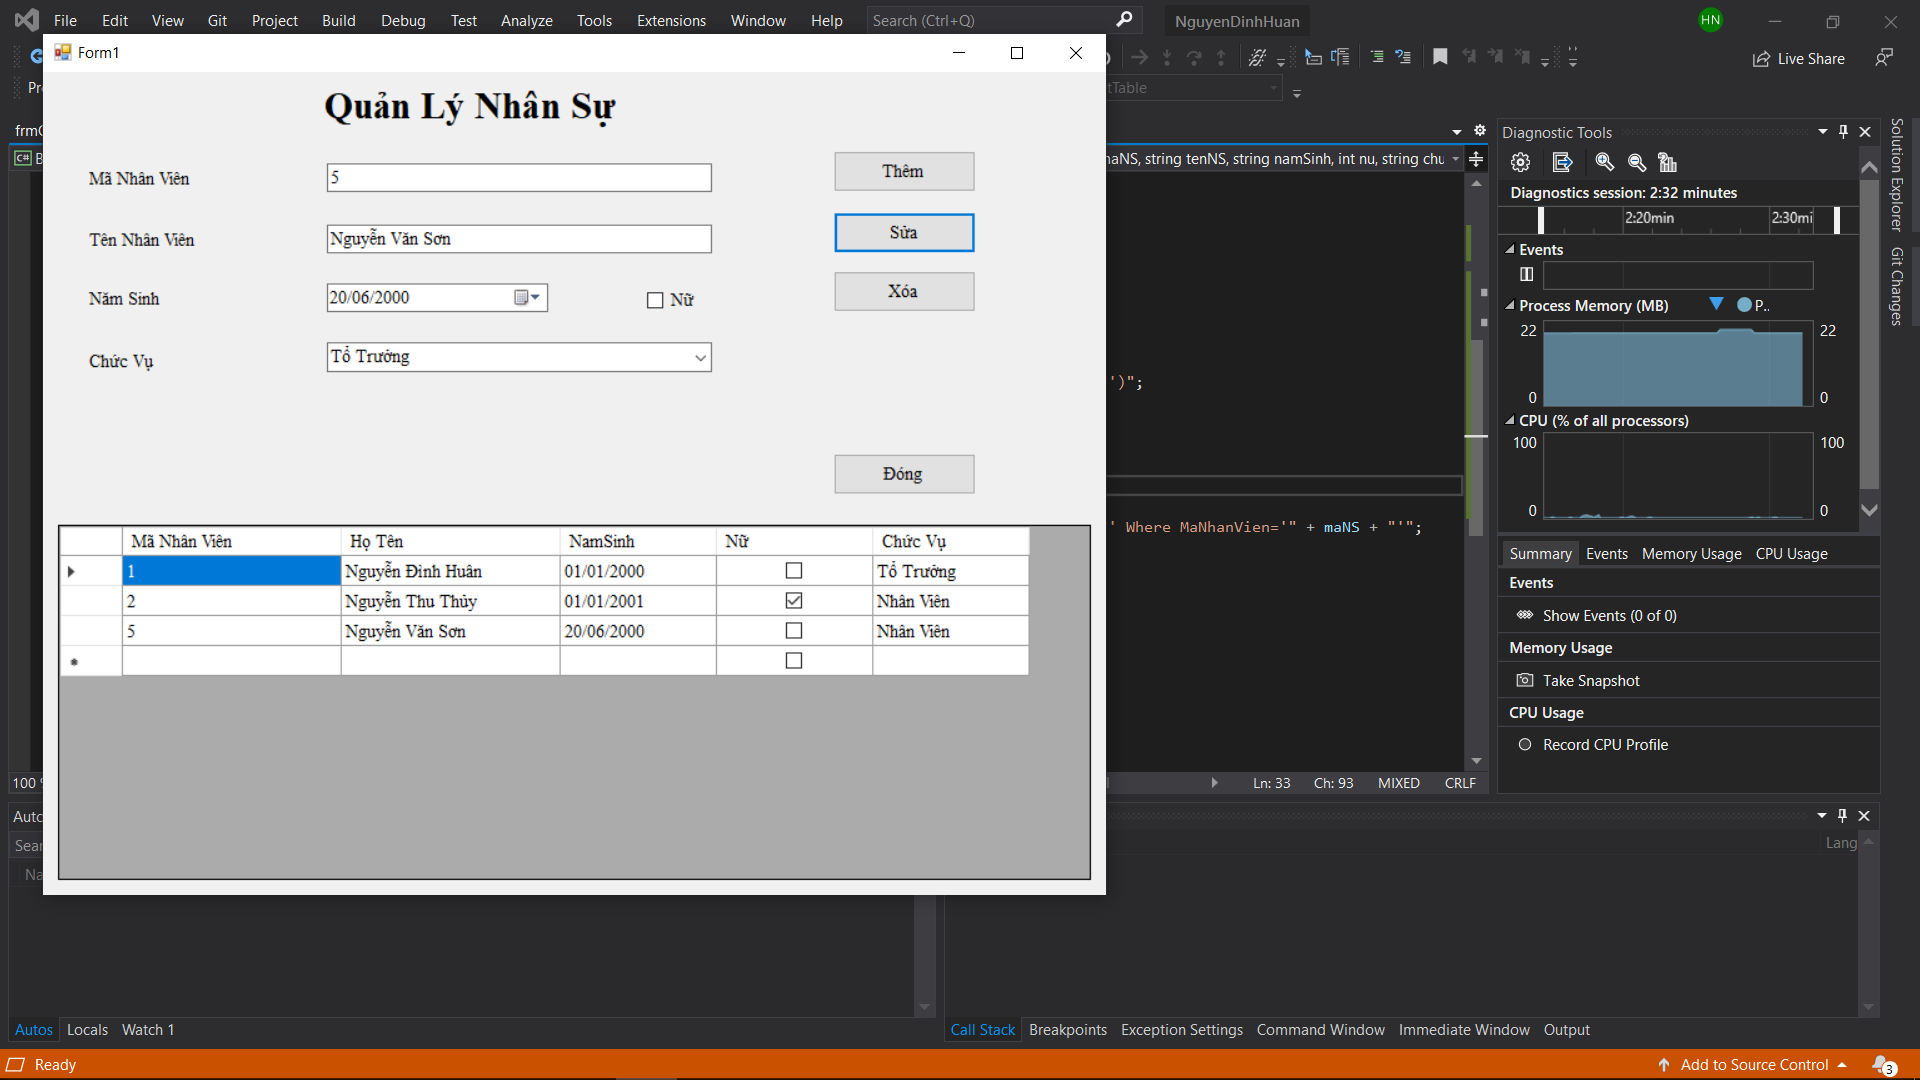 File Edit View Git Project Build Debug Test Analyze Tools Extensions Window Help Search (Ctrl+Q) NguyenDinhHuan HN
Form1
Live Share
Pr
tTable
Quản Lý Nhân Sự
Mã Nhân Viên 5 Thêm
Tên Nhân Viên Nguyễn Văn Sơn Sửa
Năm Sinh 20/06/2000 Nữ Xóa
Chức Vụ Tổ Trưởng
Đóng
Mã Nhân Viên Họ Tên NamSinh Nữ Chức Vụ
1 Nguyễn Đình Huân 01/01/2000 Tổ Trưởng
2 Nguyễn Thu Thủy 01/01/2001 Nhân Viên
5 Nguyễn Văn Sơn 20/06/2000 Nhân Viên
maNS, string tenNS, string namSinh, int nu, string chu
')";
' Where MaNhanVien='" + maNS + "'";
100 %
Ln: 33 Ch: 93 MIXED CRLF
Diagnostic Tools
Diagnostics session: 2:32 minutes
2:20min 2:30mi
Events
Process Memory (MB) P..
22 22
0 0
CPU (% of all processors)
100 100
0 0
Summary Events Memory Usage CPU Usage
Events
Show Events (0 of 0)
Memory Usage
Take Snapshot
CPU Usage
Record CPU Profile
Solution Explorer
Git Changes
Auto
Sear
Na
Lang
Autos Locals Watch 1
Call Stack Breakpoints Exception Settings Command Window Immediate Window Output
Ready
Add to Source Control 3